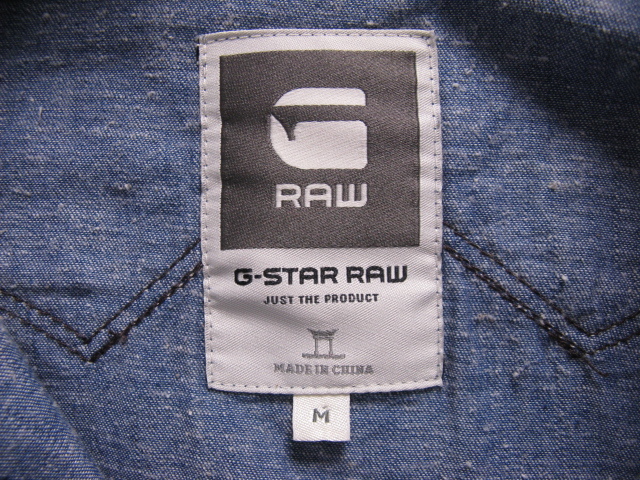 G
RAW
G-STAR RAW
JUST THE PRODUCT
MADE IN CHINA
M